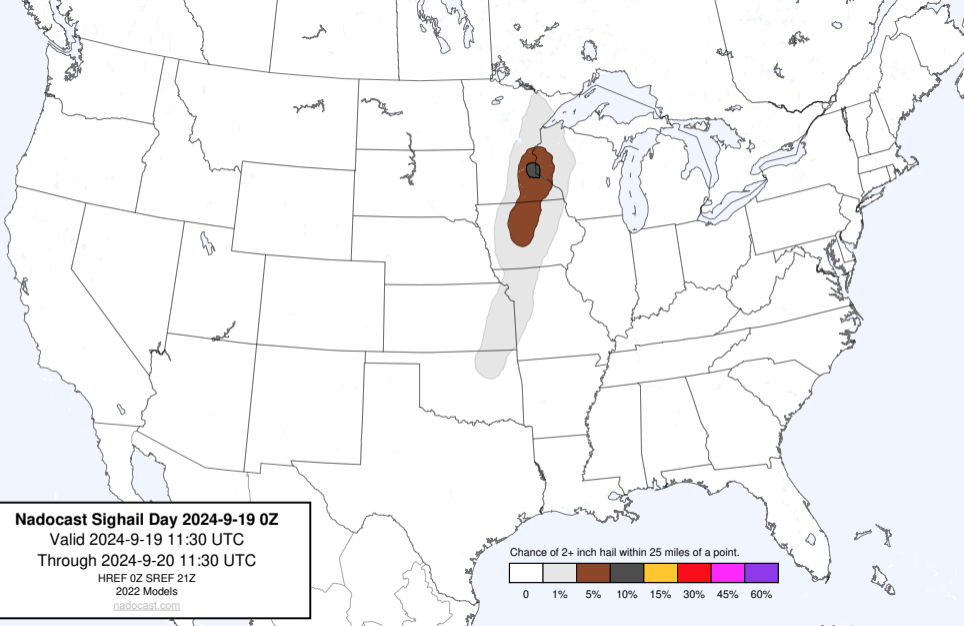 Nadocast Sighail Day 2024-9-19 0Z
Valid 2024-9-19 11:30 UTC
Through 2024-9-20 11:30 UTC
HREF 0Z SREF 21Z
2022 Models
nadocast.com
Chance of 2+ inch hail within 25 miles of a point.
0 1% 5% 10% 15% 30% 45% 60%